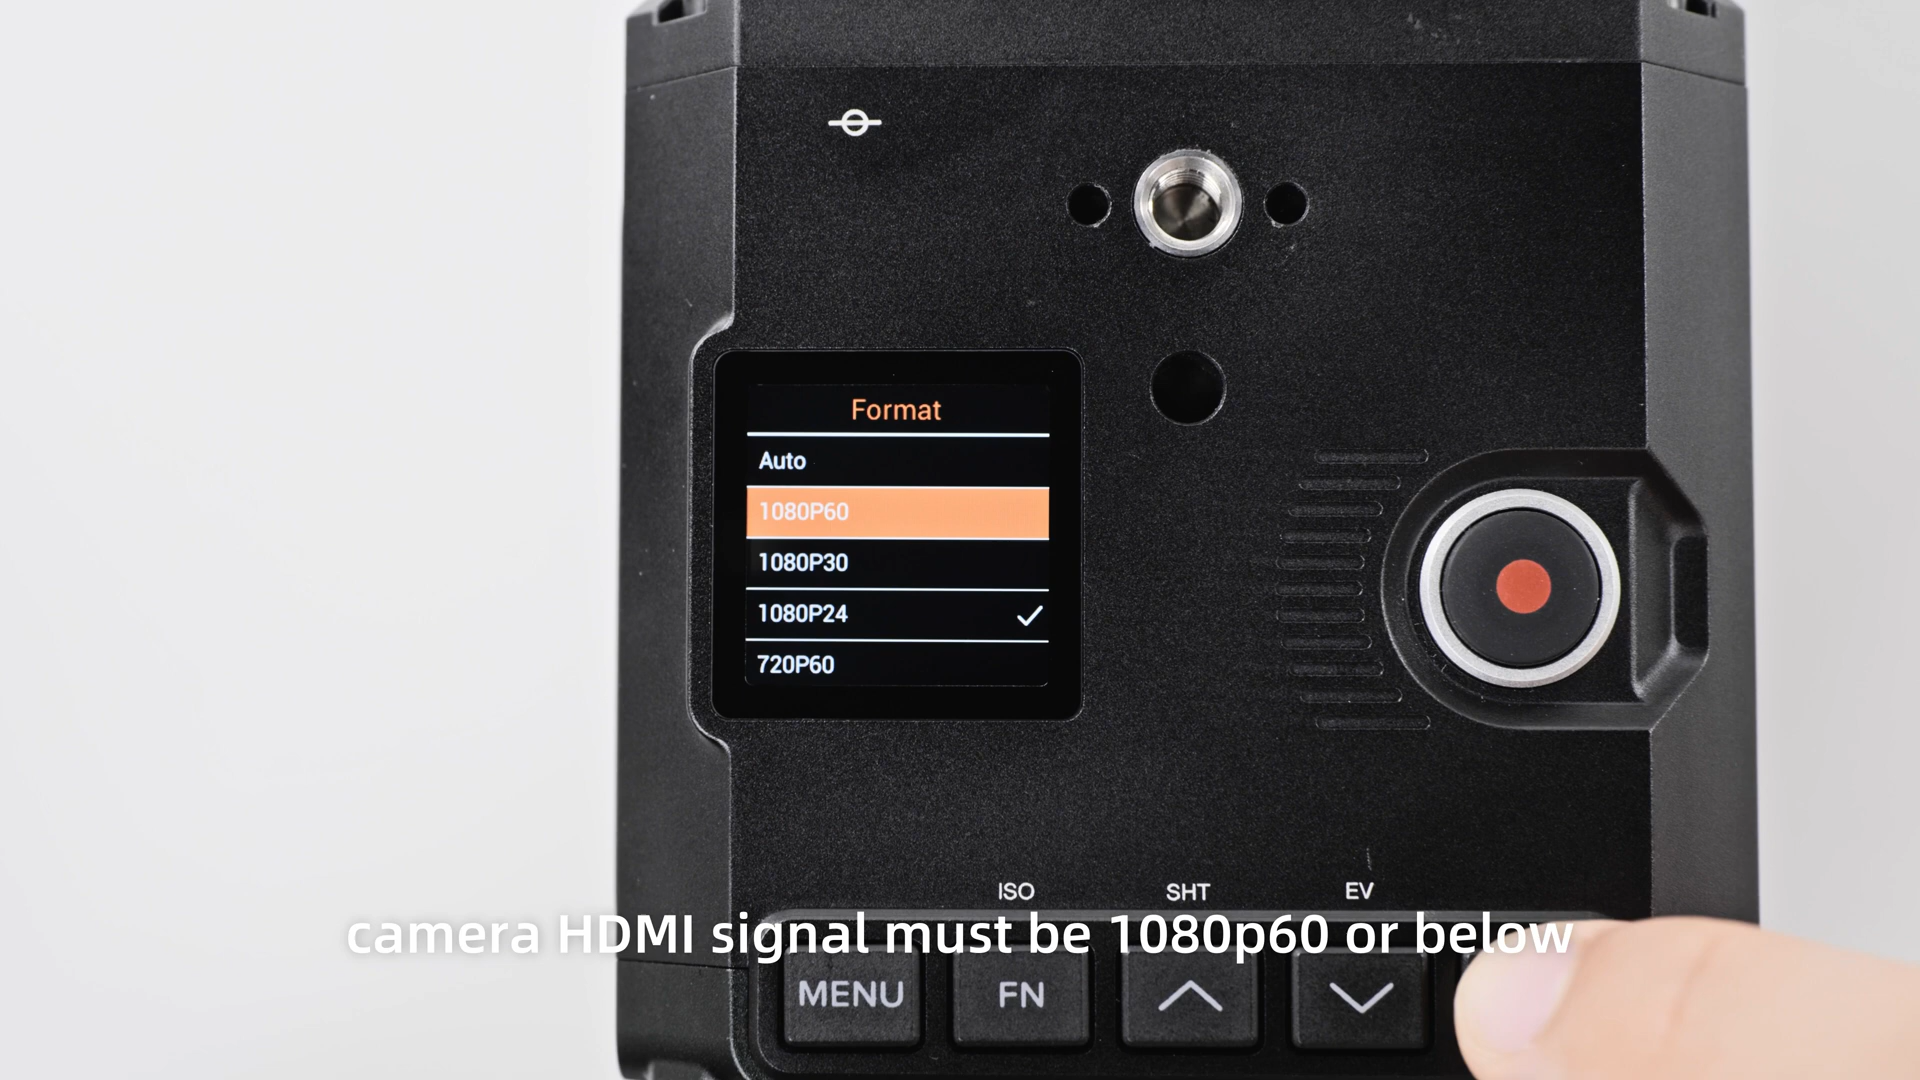 Format
Auto
1080P60
1080P30
1080P24
720P60
ISO SHT EV
camera HDMI signal must be 1080p60 or below
MENU FN